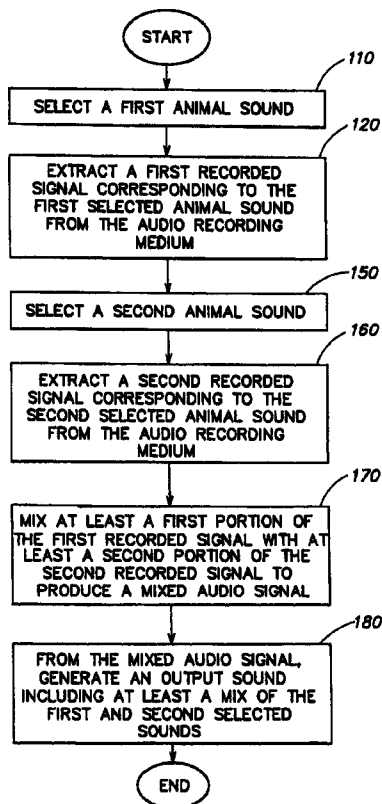 START
110
SELECT A FIRST ANIMAL SOUND
120
EXTRACT A FIRST RECORDED
SIGNAL CORRESPONDING TO THE
FIRST SELECTED ANIMAL SOUND
FROM THE AUDIO RECORDING
MEDIUM
150
SELECT A SECOND ANIMAL SOUND
160
EXTRACT A SECOND RECORDED
SIGNAL CORRESPONDING TO THE
SECOND SELECTED ANIMAL SOUND
FROM THE AUDIO RECORDING
MEDIUM
170
MIX AT LEAST A FIRST PORTION OF
THE FIRST RECORDED SIGNAL WITH AT
LEAST A SECOND PORTION OF THE
SECOND RECORDED SIGNAL TO
PRODUCE A MIXED AUDIO SIGNAL
180
FROM THE MIXED AUDIO SIGNAL,
GENERATE AN OUTPUT SOUND
INCLUDING AT LEAST A MIX OF THE
FIRST AND SECOND SELECTED
SOUNDS
END